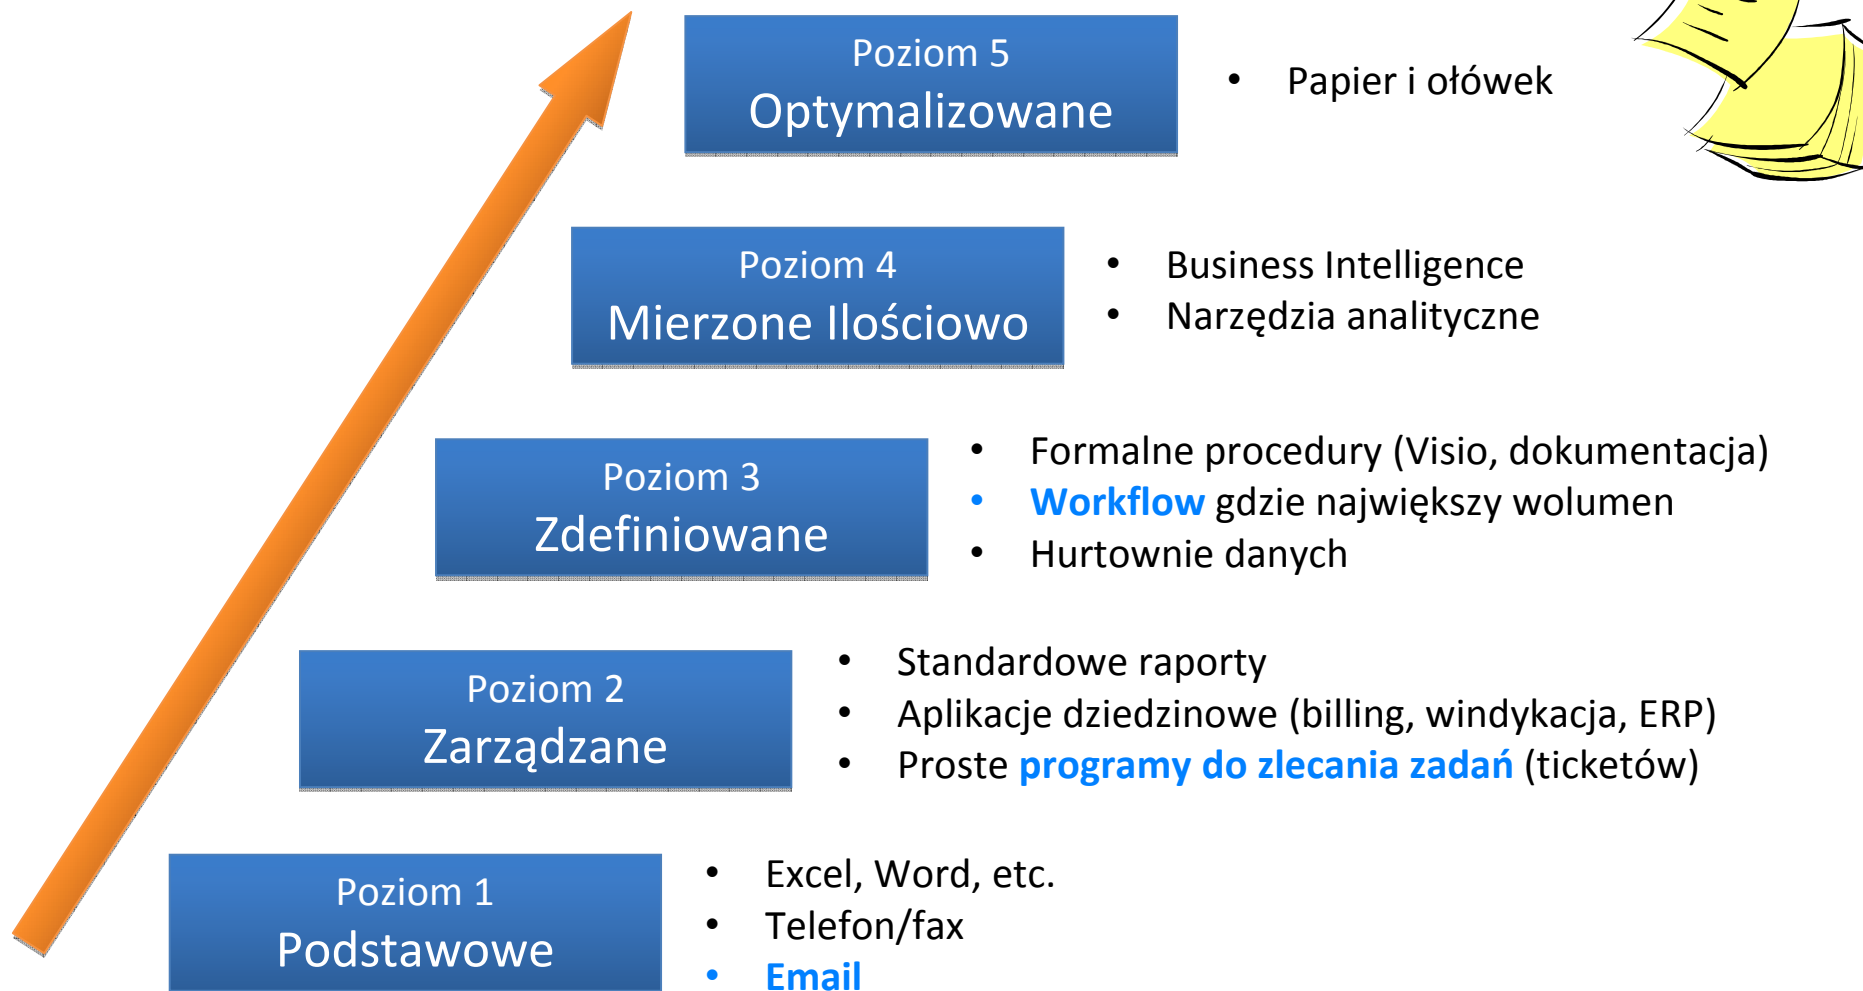 Poziom 5
Optymalizowane
• Papier i ołówek
Poziom 4
Mierzone Ilościowo
• Business Intelligence
• Narzędzia analityczne
Poziom 3
Zdefiniowane
• Formalne procedury (Visio, dokumentacja)
• Workflow gdzie największy wolumen
• Hurtownie danych
Poziom 2
Zarządzane
• Standardowe raporty
• Aplikacje dziedzinowe (billing, windykacja, ERP)
• Proste programy do zlecania zadań (ticketów)
Poziom 1
Podstawowe
• Excel, Word, etc.
• Telefon/fax
• Email